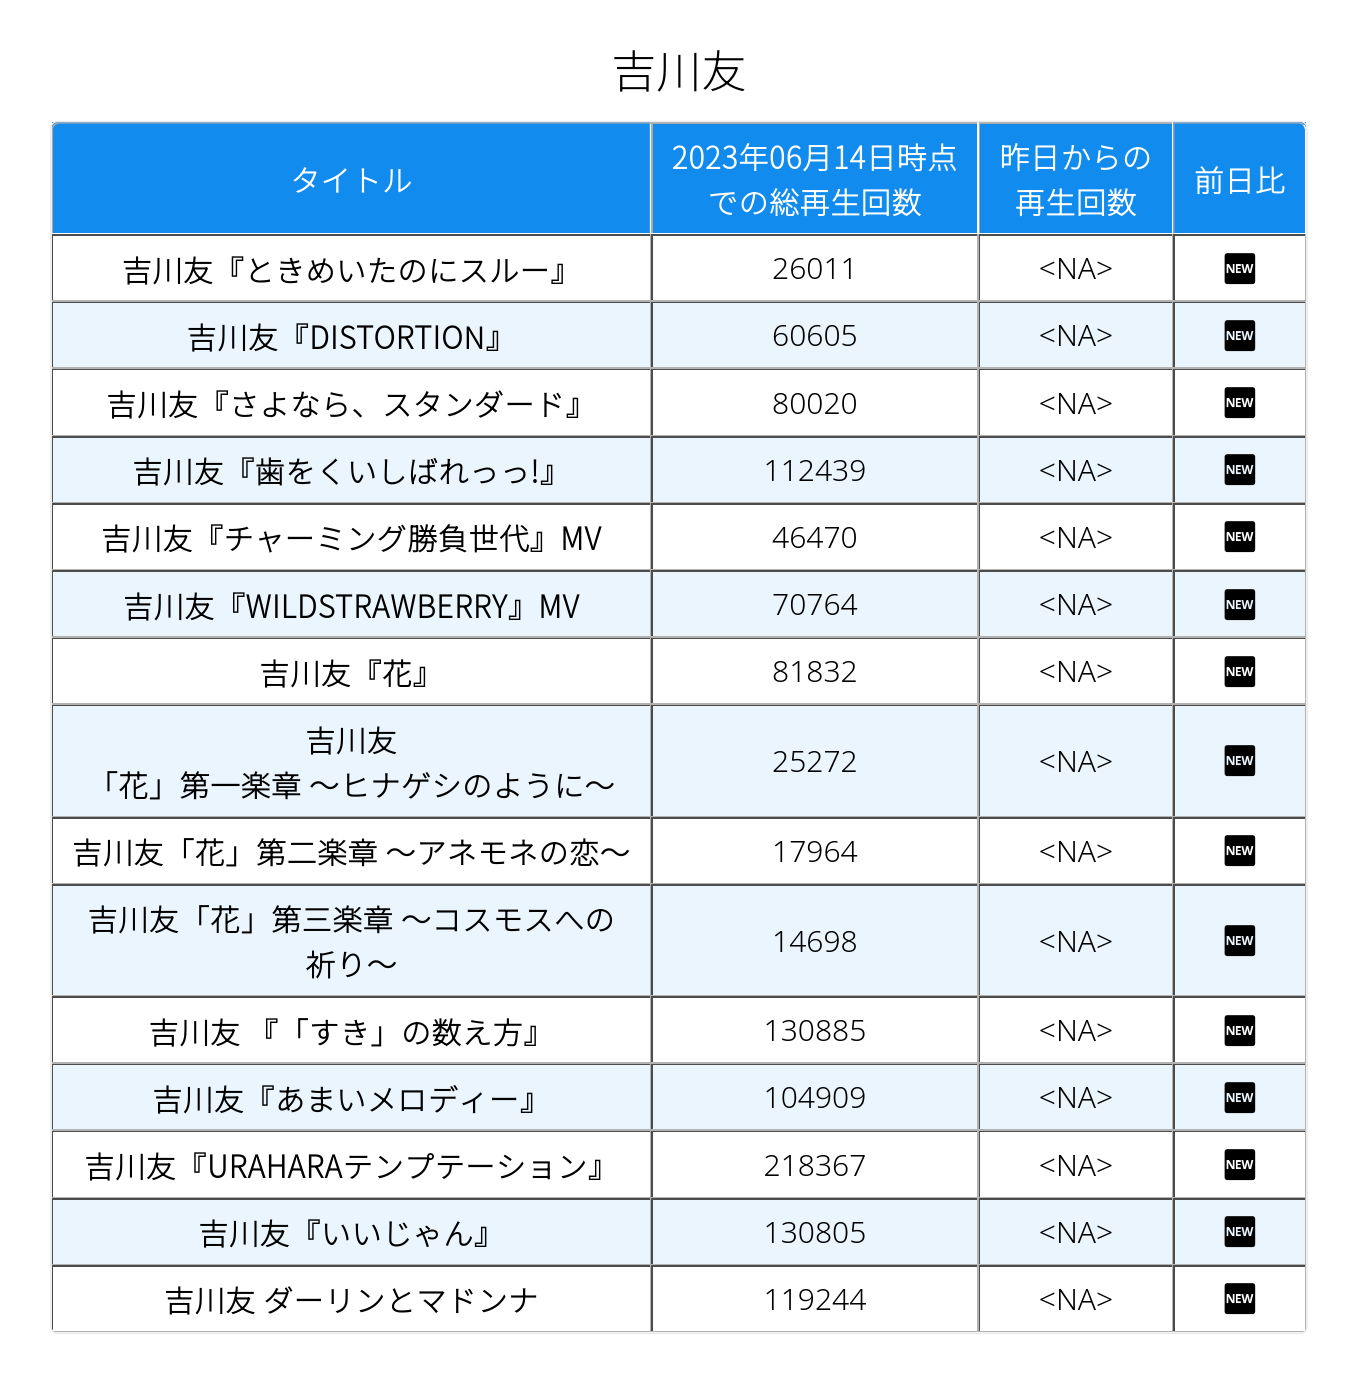 吉川友
タイトル
2023年06月14日時点
での総再生回数
昨日からの
再生回数
前日比
吉川友『ときめいたのにスルー』 26011 <NA> NEW
吉川友『DISTORTION』 60605 <NA> NEW
吉川友『さよなら、スタンダード』 80020 <NA> NEW
吉川友『歯をくいしばれっっ!』 112439 <NA> NEW
吉川友『チャーミング勝負世代』MV 46470 <NA> NEW
吉川友『WILDSTRAWBERRY』MV 70764 <NA> NEW
吉川友『花』 81832 <NA> NEW
吉川友
「花」第一楽章 ～ヒナゲシのように～ 25272 <NA> NEW
吉川友「花」第二楽章 ～アネモネの恋～ 17964 <NA> NEW
吉川友「花」第三楽章 ～コスモスへの
祈り～ 14698 <NA> NEW
吉川友 『「すき」の数え方』 130885 <NA> NEW
吉川友『あまいメロディー』 104909 <NA> NEW
吉川友『URAHARAテンプテーション』 218367 <NA> NEW
吉川友『いいじゃん』 130805 <NA> NEW
吉川友 ダーリンとマドンナ 119244 <NA> NEW